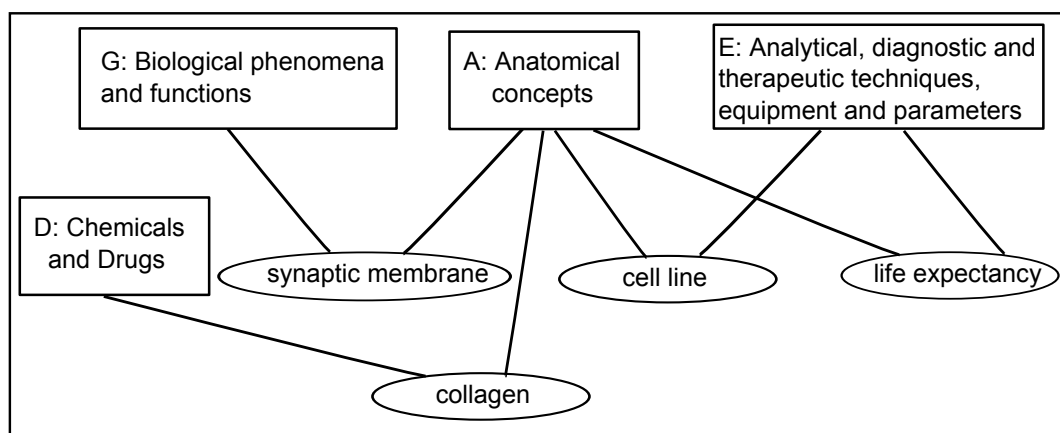 G: Biological phenomena
and functions
A: Anatomical
concepts
E: Analytical, diagnostic and
therapeutic techniques,
equipment and parameters
D: Chemicals
and Drugs
synaptic membrane
cell line
life expectancy
collagen